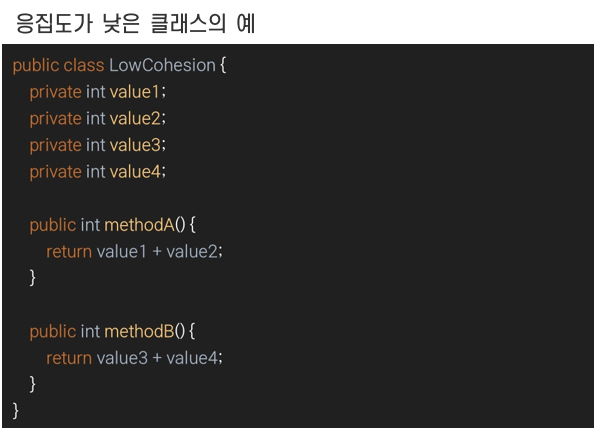 응집도가 낮은 클래스의 예
public class LowCohesion {
    private int value1;
    private int value2;
    private int value3;
    private int value4;

    public int methodA() {
        return value1 + value2;
    }

    public int methodB() {
        return value3 + value4;
    }
}